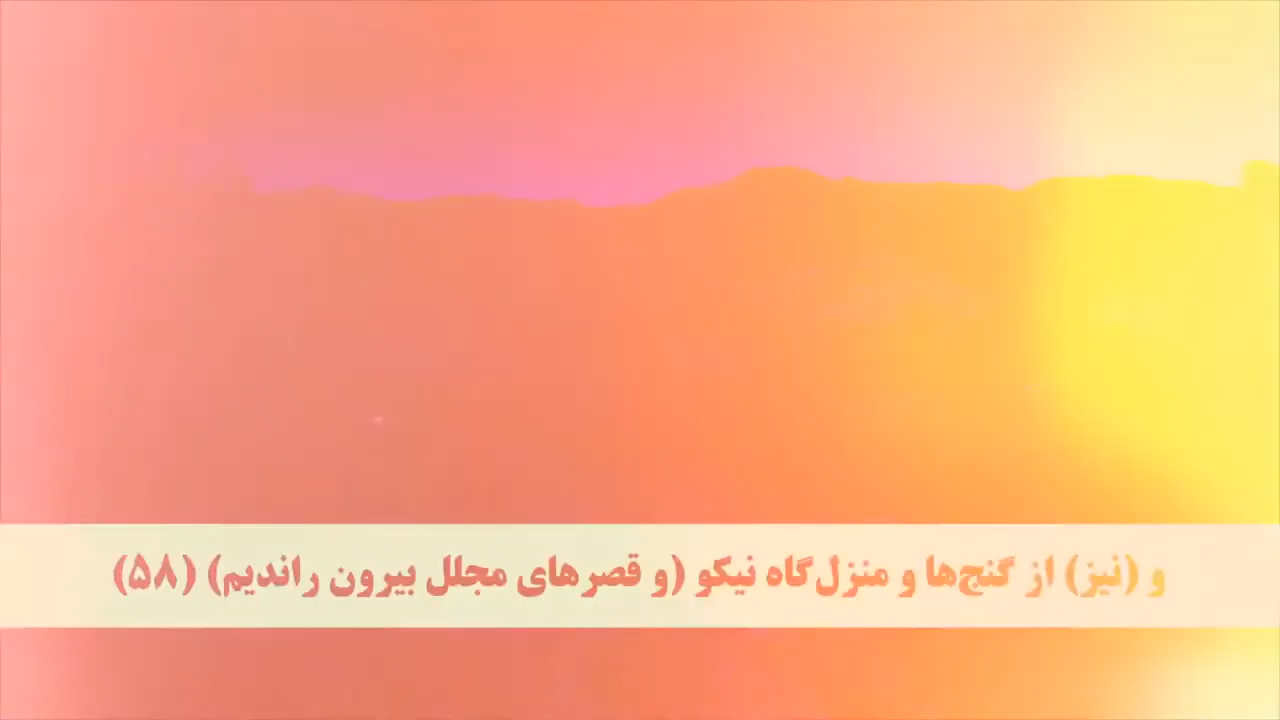 و (نیز) از گنج‌ها و منزل‌گاه نیکو (و قصرهای مجلل بیرون راندیم) (۵۸)